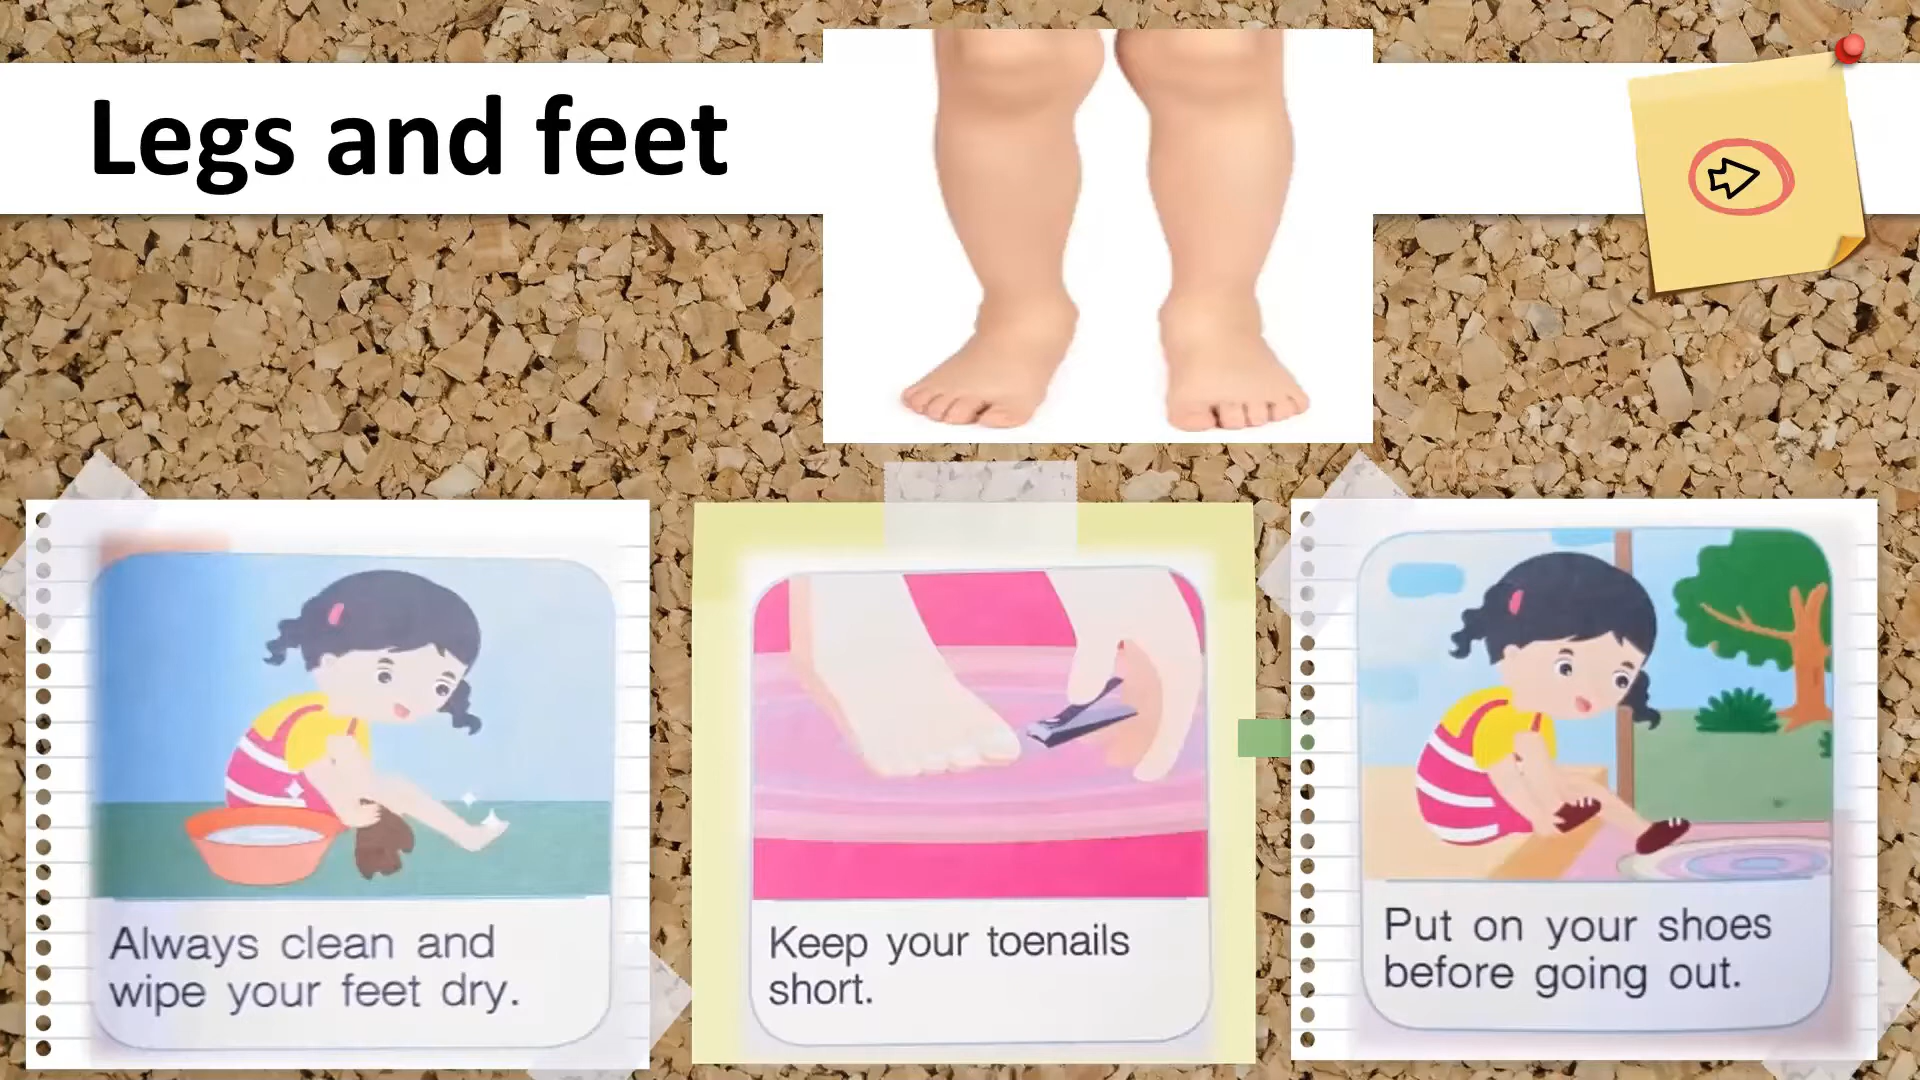 Legs and feet
Always clean and
wipe your feet dry.
Keep your toenails
short.
Put on your shoes
before going out.